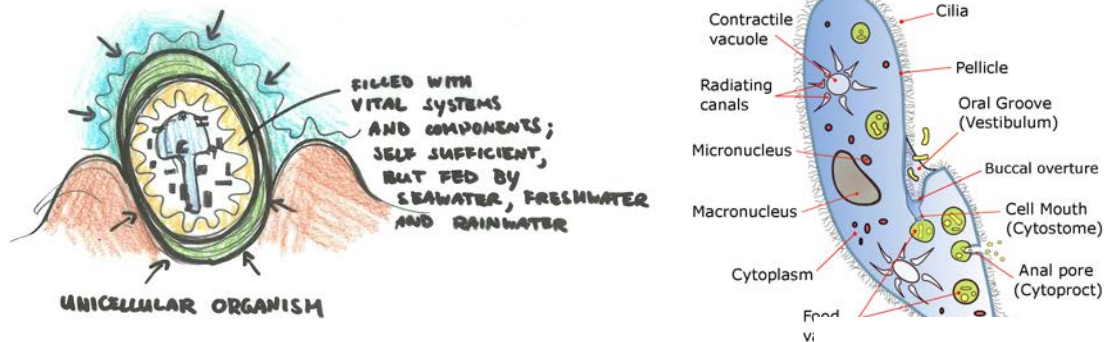 FILLED WITH
VITAL SYSTEMS
AND COMPONENTS;
SELF SUFFICIENT,
BUT FED BY
SEAWATER, FRESHWATER
AND RAINWATER
UNICELLULAR ORGANISM
Contractile
vacuole
Radiating
canals
Micronucleus
Macronucleus
Cytoplasm
Food
Cilia
Pellicle
Oral Groove
(Vestibulum)
Buccal overture
Cell Mouth
(Cytostome)
Anal pore
(Cytoproct)